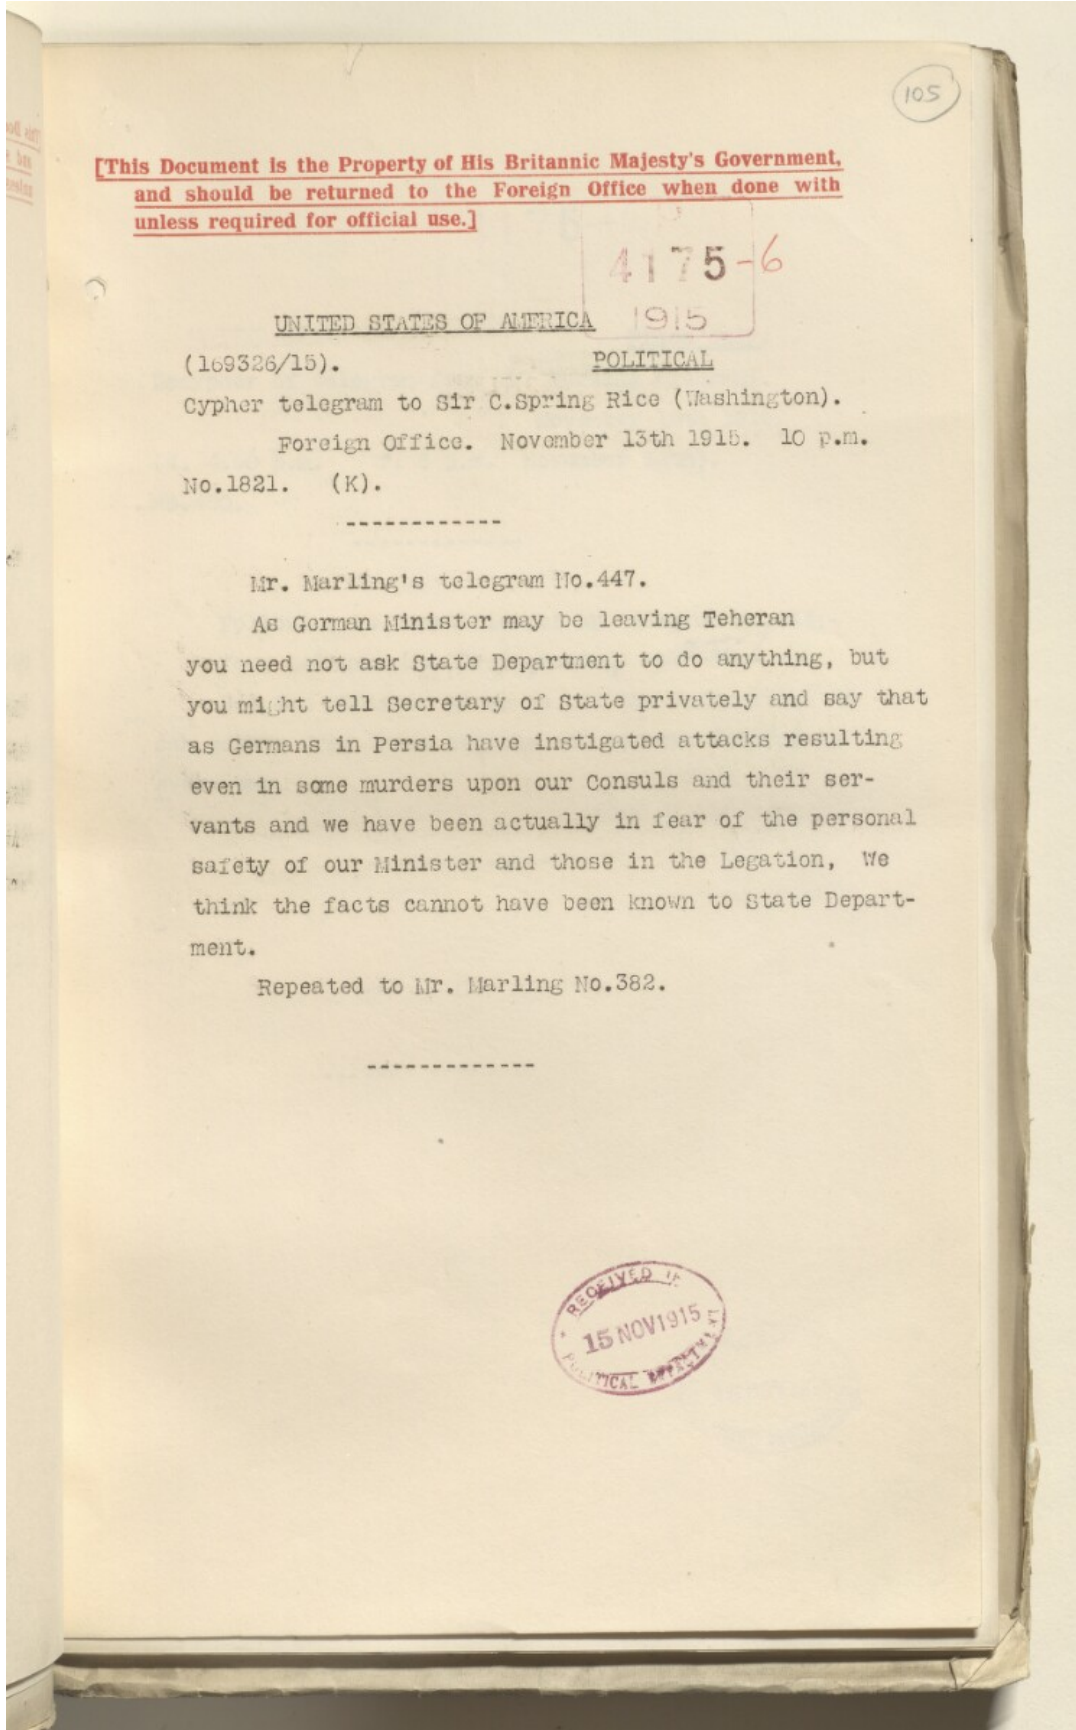 105
[This Document is the Property of His Britannic Majesty's Government,
and should be returned to the Foreign Office when done with
unless required for official use.]
P
4175-6
1915
UNITED STATES OF AMERICA
(169326/15). POLITICAL
Cypher telegram to Sir C.Spring Rice (Washington).
Foreign Office. November 13th 1915. 10 p.m.
No.1821. (K).
------------
Mr. Marling's telegram No.447.
As German Minister may be leaving Teheran
you need not ask State Department to do anything, but
you might tell Secretary of State privately and say that
as Germans in Persia have instigated attacks resulting
even in some murders upon our Consuls and their ser-
vants and we have been actually in fear of the personal
safety of our Minister and those in the Legation, We
think the facts cannot have been known to State Depart-
ment.
Repeated to Mr. Marling No.382.
-------------
RECEIVED IN
15 NOV 1915
POLITICAL DEPARTMENT